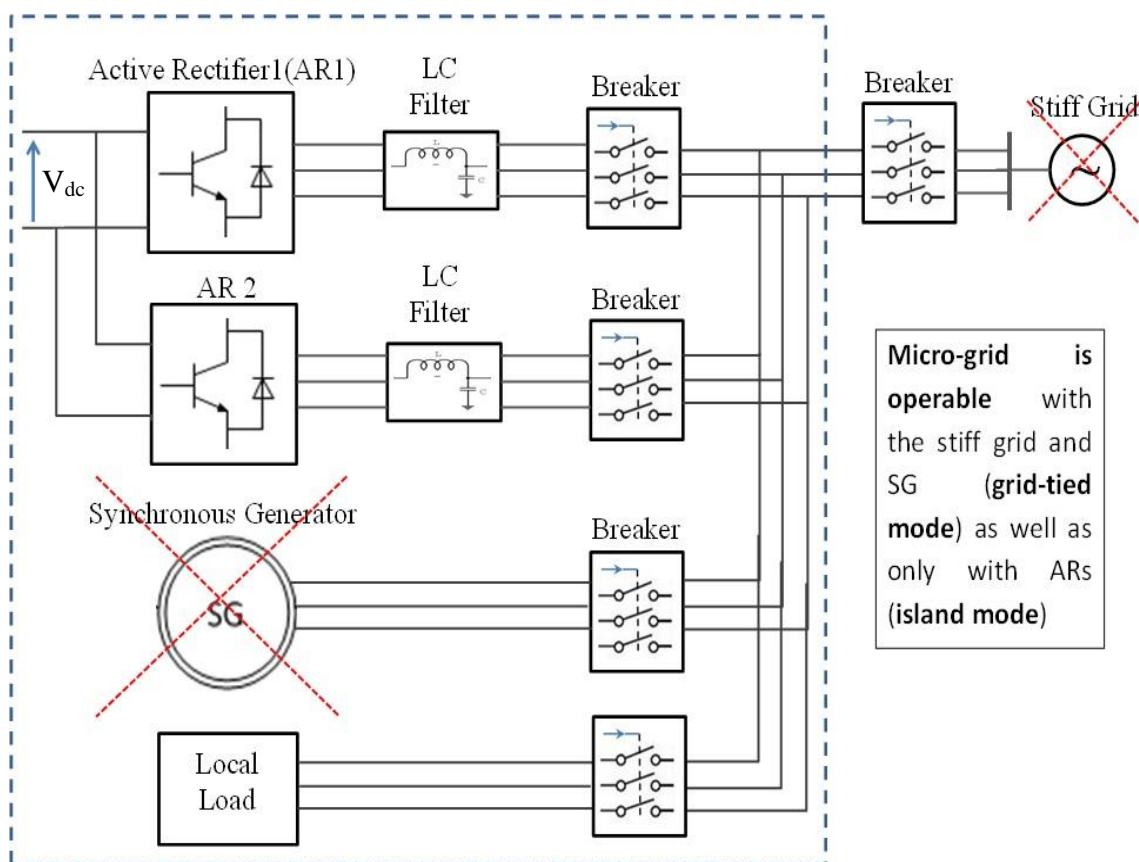 Active Rectifier1(AR1)
LC
Filter
Breaker
Breaker
Stiff Grid
V_dc
L
C
~
AR 2
LC
Filter
Breaker
L
C
Micro-grid is
operable with
the stiff grid and
SG (grid-tied
mode) as well as
only with ARs
(island mode)
Synchronous Generator
Breaker
SG
Local
Load